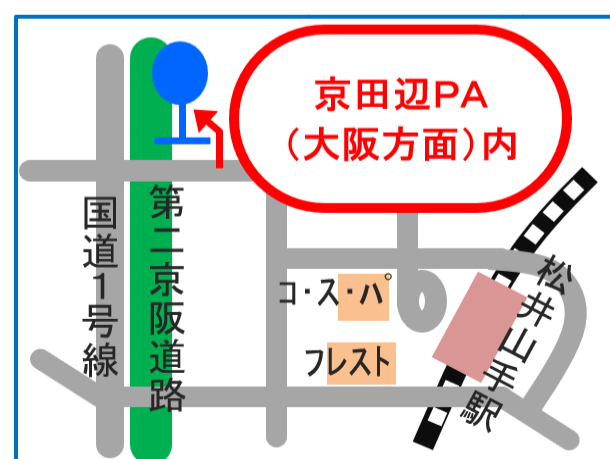 京田辺PA
（大阪方面）内
国道1号線
第二京阪道路
コ・ス・パ
フレスト
松井山手駅